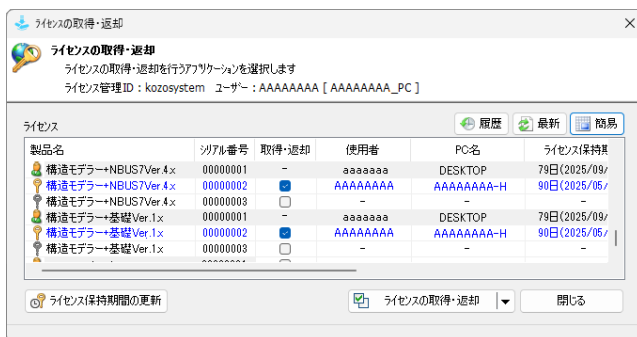 ライセンスの取得・返却
ライセンスの取得・返却
ライセンスの取得・返却を行うアプリケーションを選択します
ライセンス管理ID : kozosystem ユーザー : AAAAAAAA [ AAAAAAAA_PC ]
ライセンス 履歴 最新 簡易
製品名 シリアル番号 取得・返却 使用者 PC名 ライセンス保持期
構造モデラー+NBUS7Ver.4.x 00000001 - aaaaaaa DESKTOP 79日(2025/09/
構造モデラー+NBUS7Ver.4.x 00000002 AAAAAAAA AAAAAAAA-H 90日(2025/05/
構造モデラー+NBUS7Ver.4.x 00000003 - - -
構造モデラー+基礎Ver.1.x 00000001 - aaaaaaa DESKTOP 79日(2025/09/
構造モデラー+基礎Ver.1.x 00000002 AAAAAAAA AAAAAAAA-H 90日(2025/05/
構造モデラー+基礎Ver.1.x 00000003 - - -
ライセンス保持期間の更新 ライセンスの取得・返却 閉じる